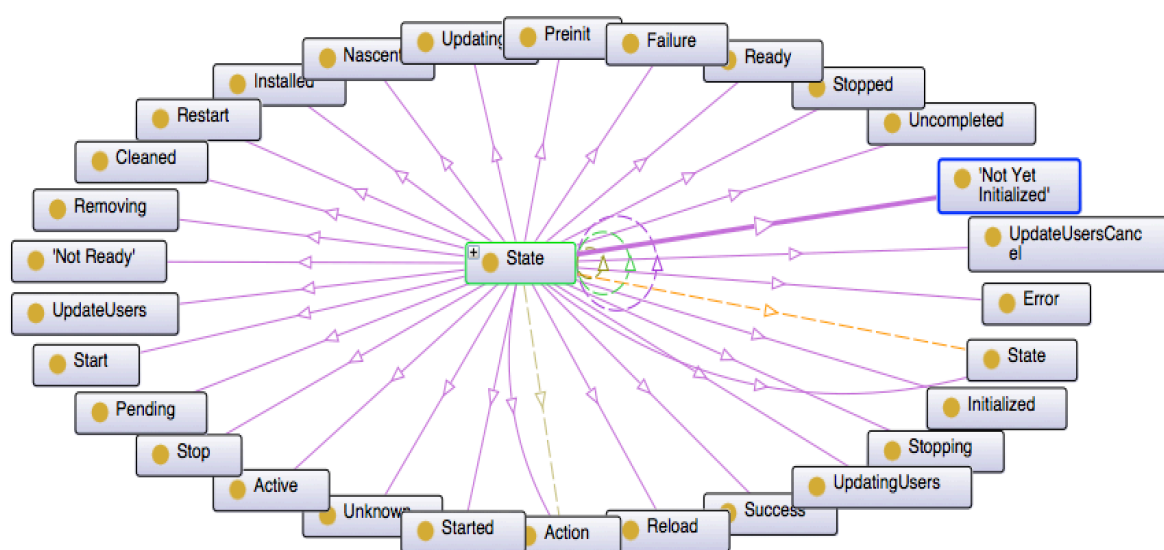 Preinit
Updating
Failure
Nascent
Ready
Installed
Stopped
Restart
Uncompleted
Cleaned
'Not Yet
Initialized'
Removing
UpdateUsersCanc
el
'Not Ready'
State
Error
UpdateUsers
State
Start
Initialized
Pending
Stopping
Stop
UpdatingUsers
Active
Unknown
Success
Started
Action
Reload